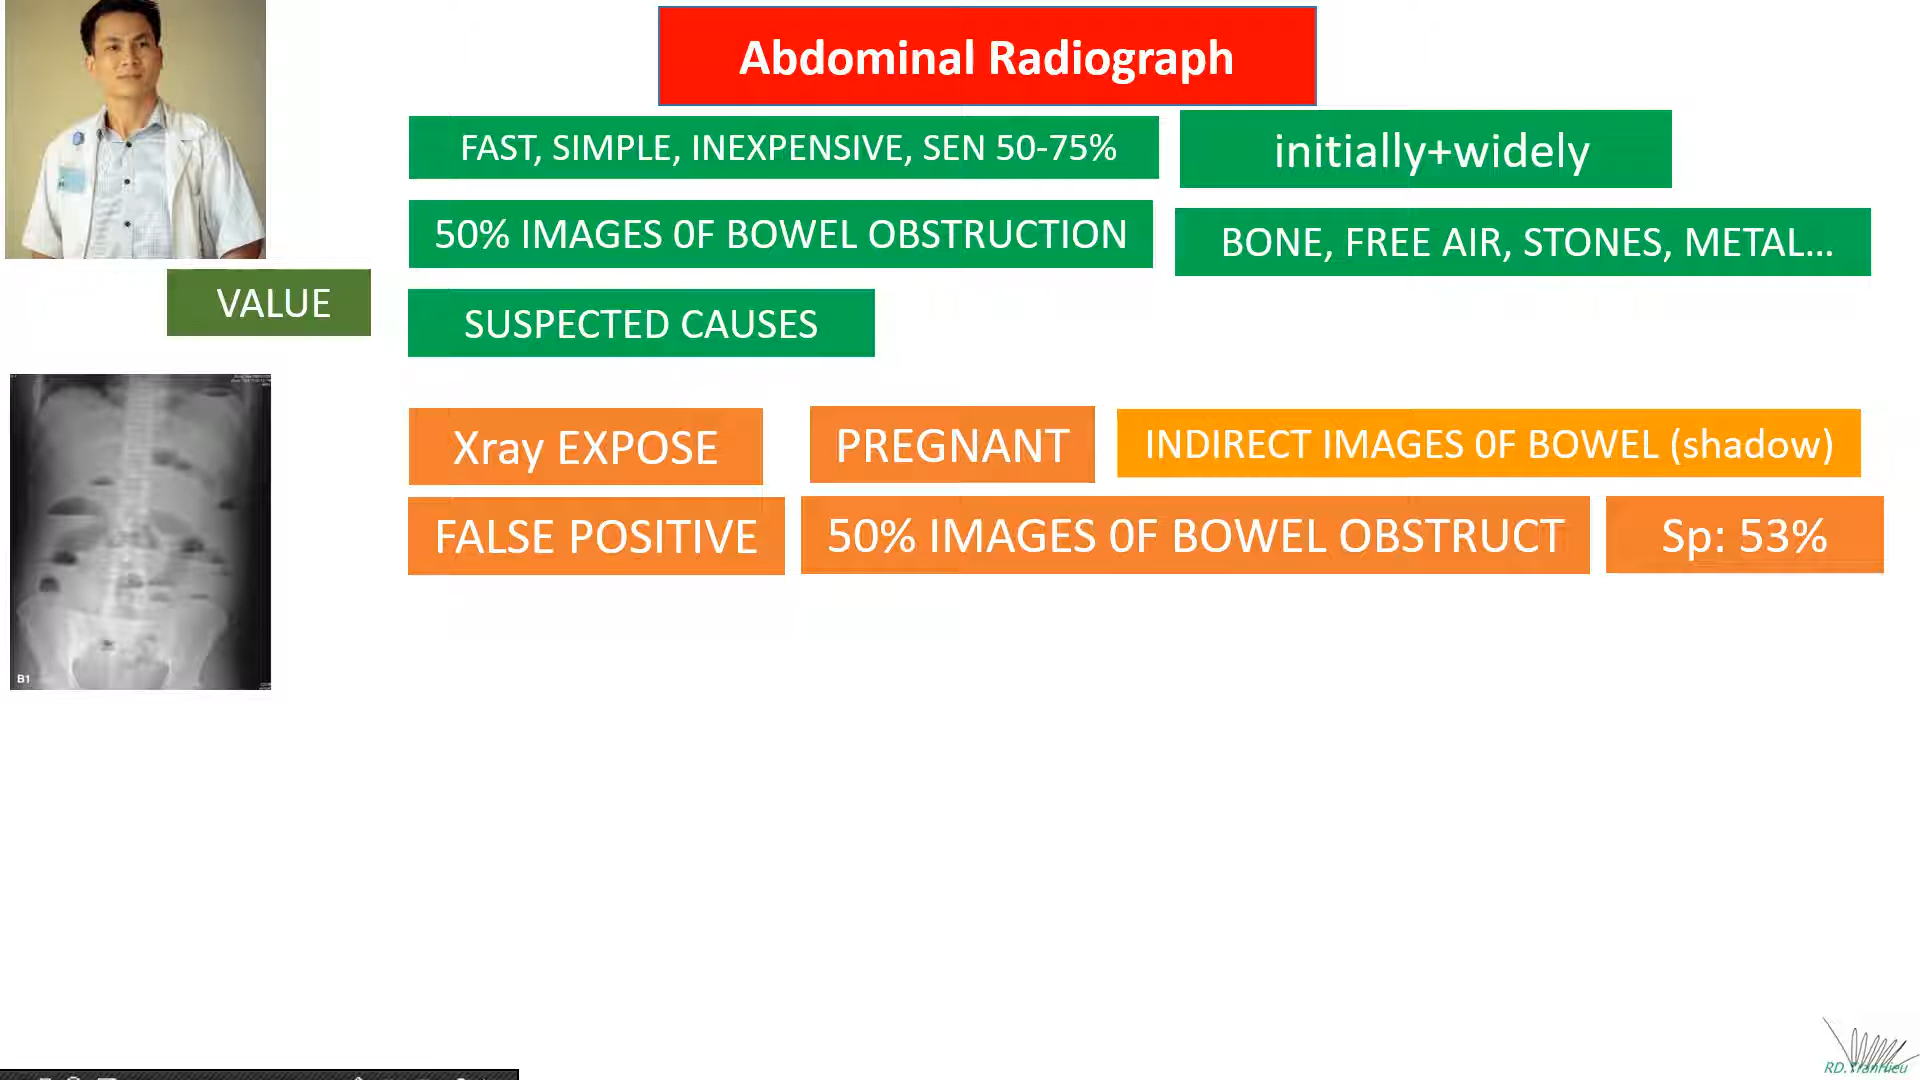 Abdominal Radiograph
FAST, SIMPLE, INEXPENSIVE, SEN 50-75%
initially+widely
50% IMAGES 0F BOWEL OBSTRUCTION
BONE, FREE AIR, STONES, METAL...
VALUE
SUSPECTED CAUSES
Xray EXPOSE
PREGNANT
INDIRECT IMAGES 0F BOWEL (shadow)
FALSE POSITIVE
50% IMAGES 0F BOWEL OBSTRUCT
Sp: 53%
B1
RD.TranHieu